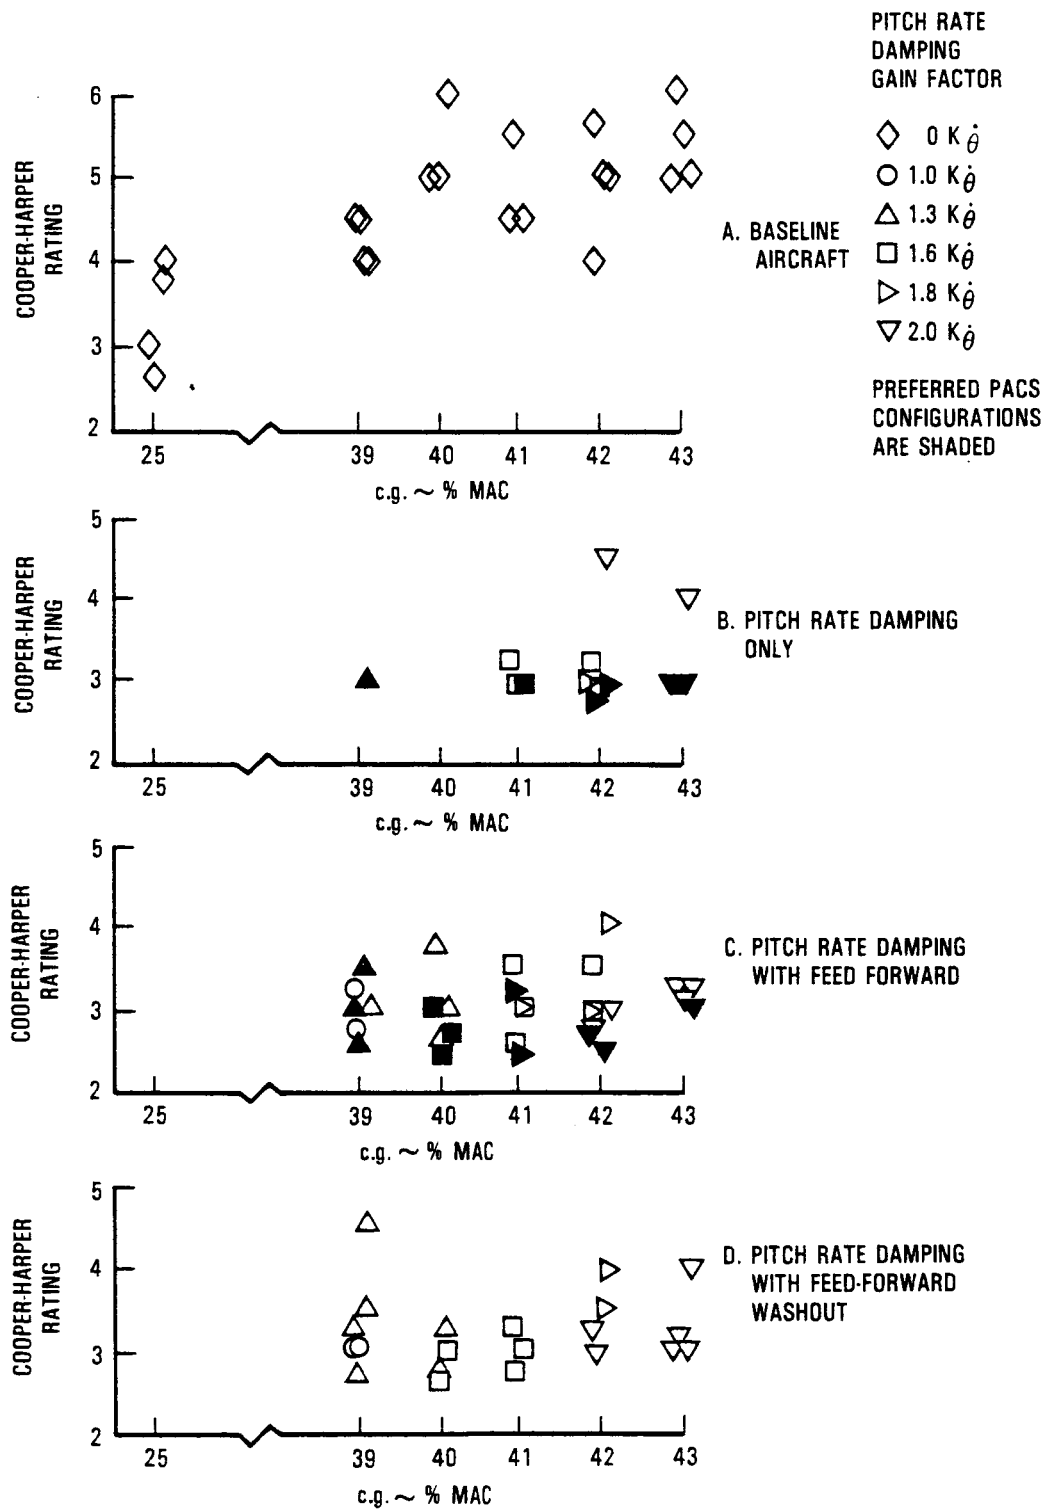 PITCH RATE
DAMPING
GAIN FACTOR
0 K θ̇
1.0 K θ̇
1.3 K θ̇
1.6 K θ̇
1.8 K θ̇
2.0 K θ̇
PREFERRED PACS
CONFIGURATIONS
ARE SHADED
COOPER-HARPER
RATING
6
5
4
3
2
25
39
40
41
42
43
c.g. ~ % MAC
A. BASELINE
AIRCRAFT
COOPER-HARPER
RATING
5
4
3
2
25
39
40
41
42
43
c.g. ~ % MAC
B. PITCH RATE DAMPING
ONLY
COOPER-HARPER
RATING
5
4
3
2
25
39
40
41
42
43
c.g. ~ % MAC
C. PITCH RATE DAMPING
WITH FEED FORWARD
COOPER-HARPER
RATING
5
4
3
2
25
39
40
41
42
43
c.g. ~ % MAC
D. PITCH RATE DAMPING
WITH FEED-FORWARD
WASHOUT